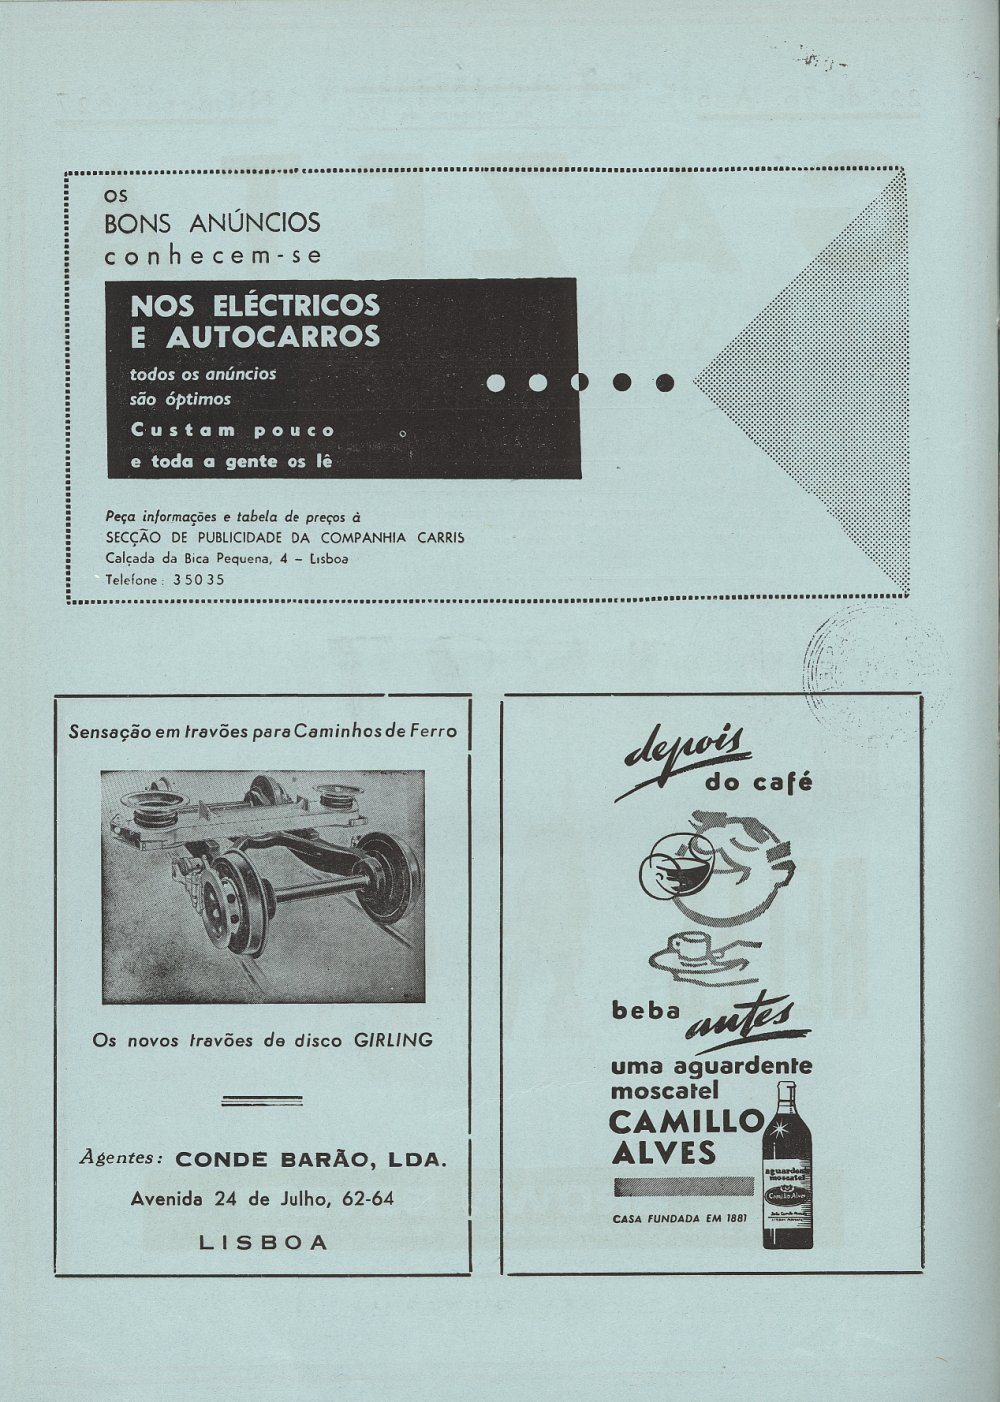 OS
BONS ANÚNCIOS
conhecem-se
NOS ELÉCTRICOS
E AUTOCARROS
todos os anúncios
são óptimos
Custam pouco
e toda a gente os lê
Peça informações e tabela de preços à
SECÇÃO DE PUBLICIDADE DA COMPANHIA CARRIS
Calçada da Bica Pequena, 4 – Lisboa
Telefone: 35035
Sensação em travões para Caminhos de Ferro
Os novos travões de disco GIRLING
Agentes: CONDE BARÃO, LDA.
Avenida 24 de Julho, 62-64
LISBOA
depois
do café
beba antes
uma aguardente
moscatel
CAMILLO
ALVES
CASA FUNDADA EM 1881
aguardente
moscatel
Camillo Alves